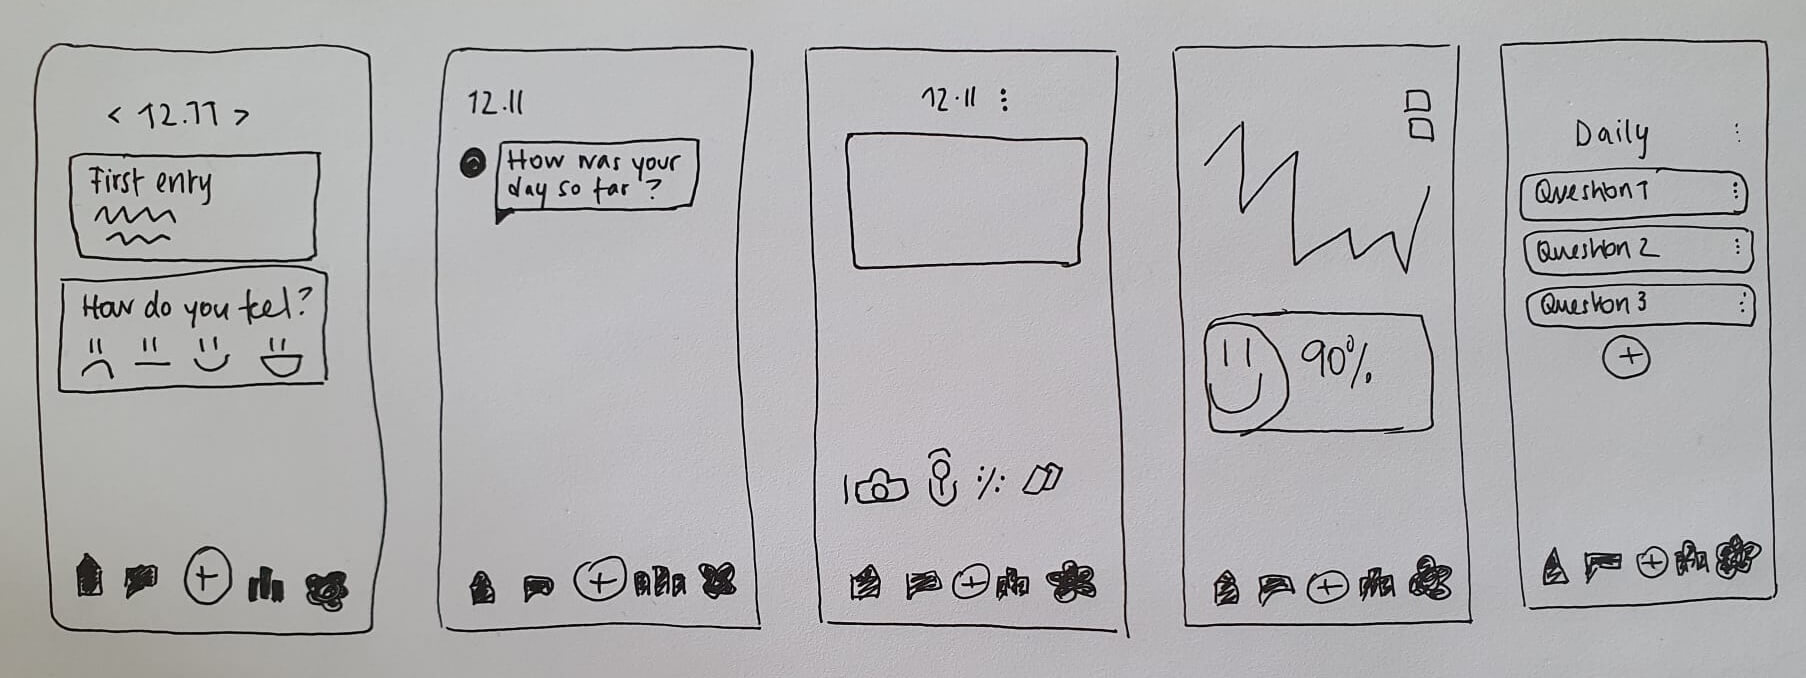 < 12.11 >
First entry
How do you feel?
12.11
How was your
day so far?
12.11
90%
Daily
Question 1
Question 2
Question 3